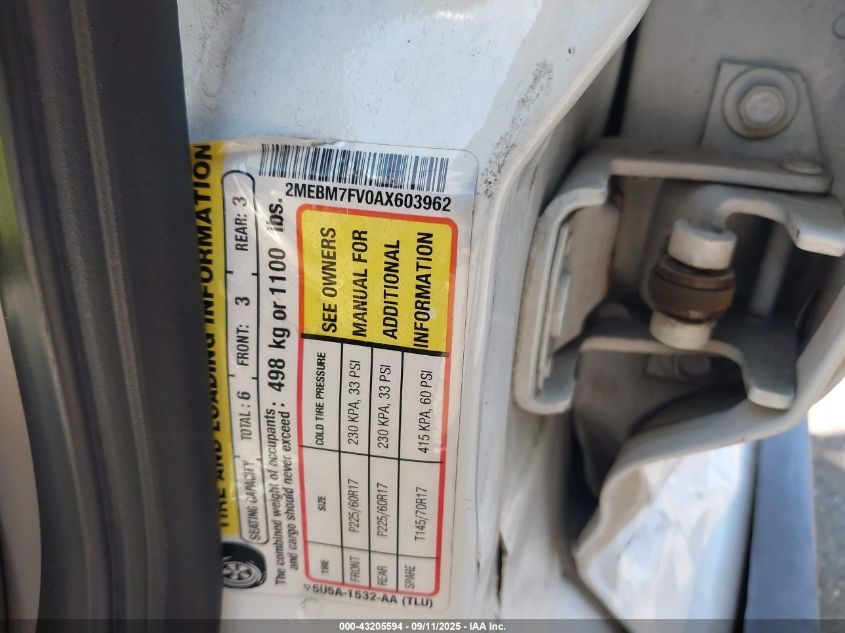 2MEBM7FV0AX603962
TIRE AND LOADING INFORMATION
SEATING CAPACITY TOTAL: 6 FRONT: 3 REAR: 3
The combined weight of occupants and cargo should never exceed: 498 kg or 1100 lbs.
TIRE SIZE COLD TIRE PRESSURE
FRONT P225/60R17 230 KPA, 33 PSI
REAR P225/60R17 230 KPA, 33 PSI
SPARE T145/70R17 415 KPA, 60 PSI
SEE OWNERS
MANUAL FOR
ADDITIONAL
INFORMATION
5U5A-1532-AA (TLU)
000-43205594 - 09/11/2025 - IAA Inc.